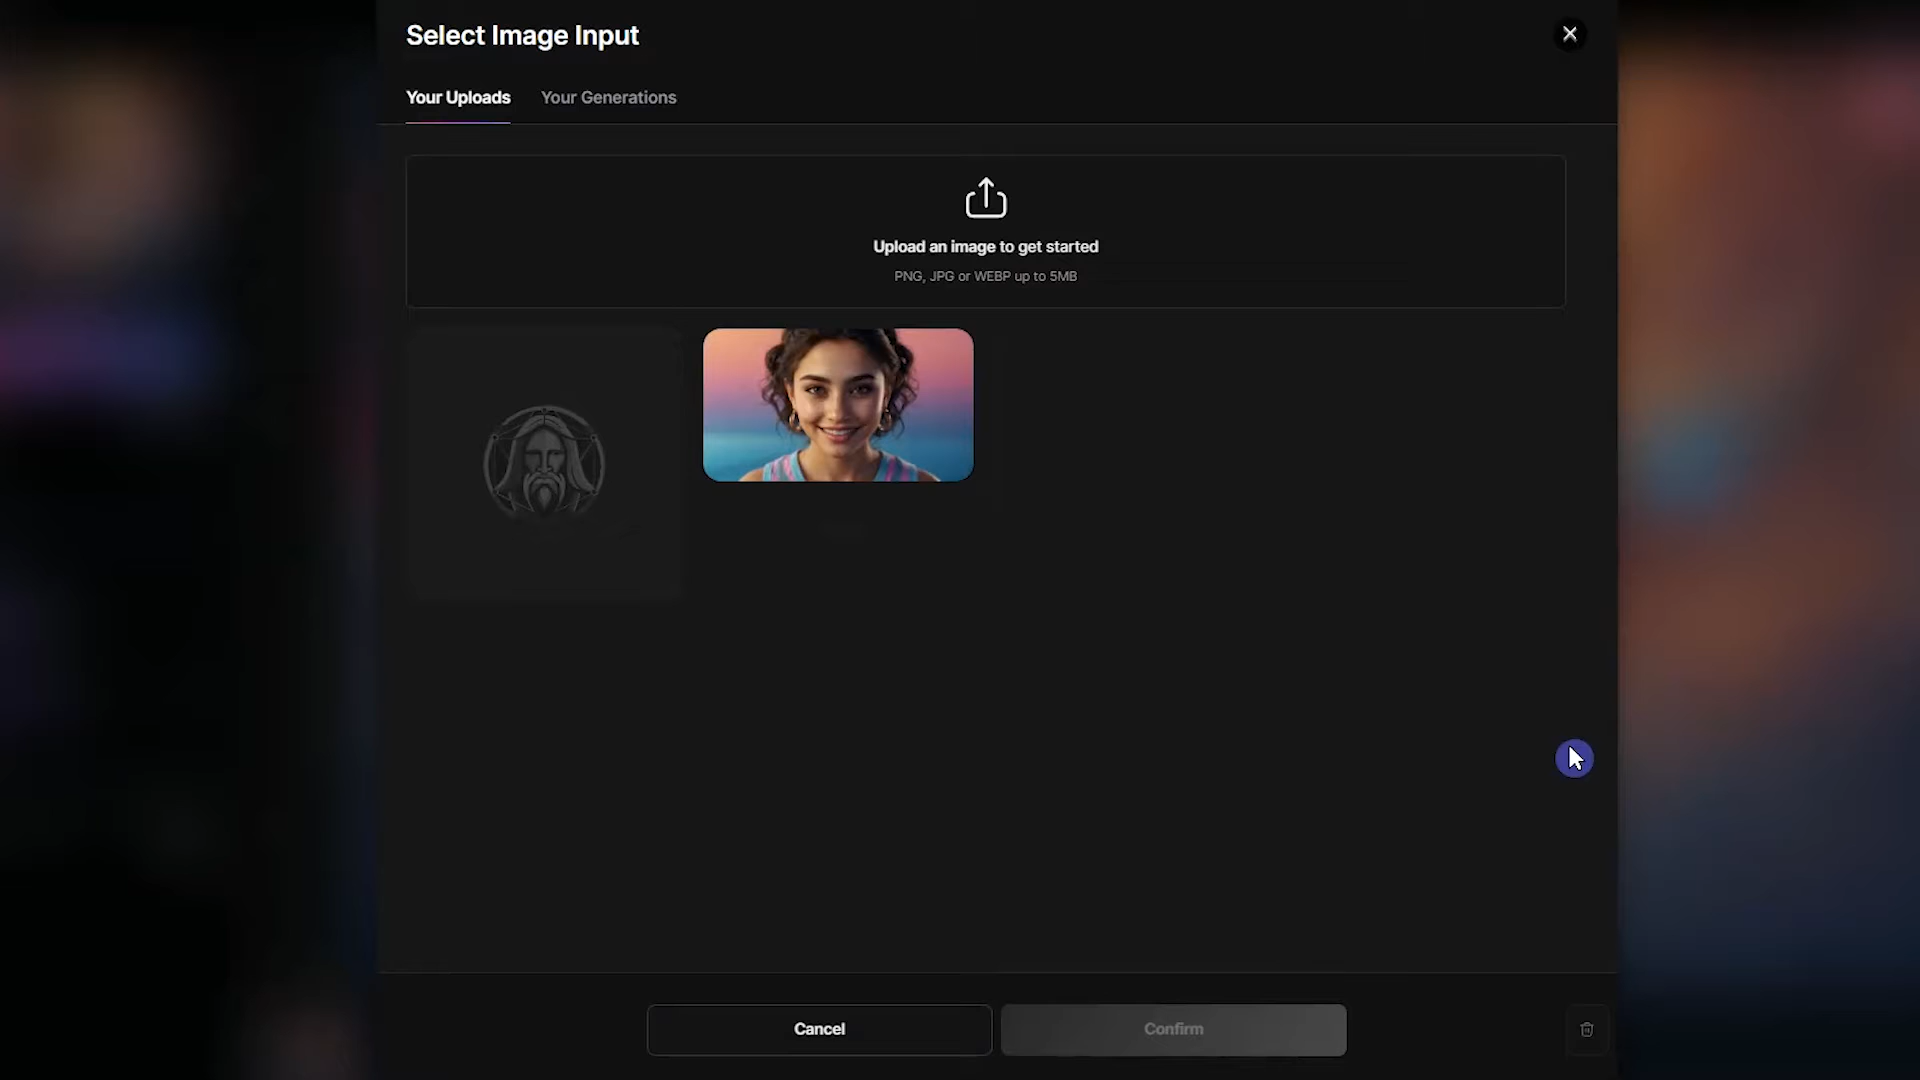 Select Image Input
Your Uploads
Your Generations
Upload an image to get started
PNG, JPG or WEBP up to 5MB
Cancel
Confirm